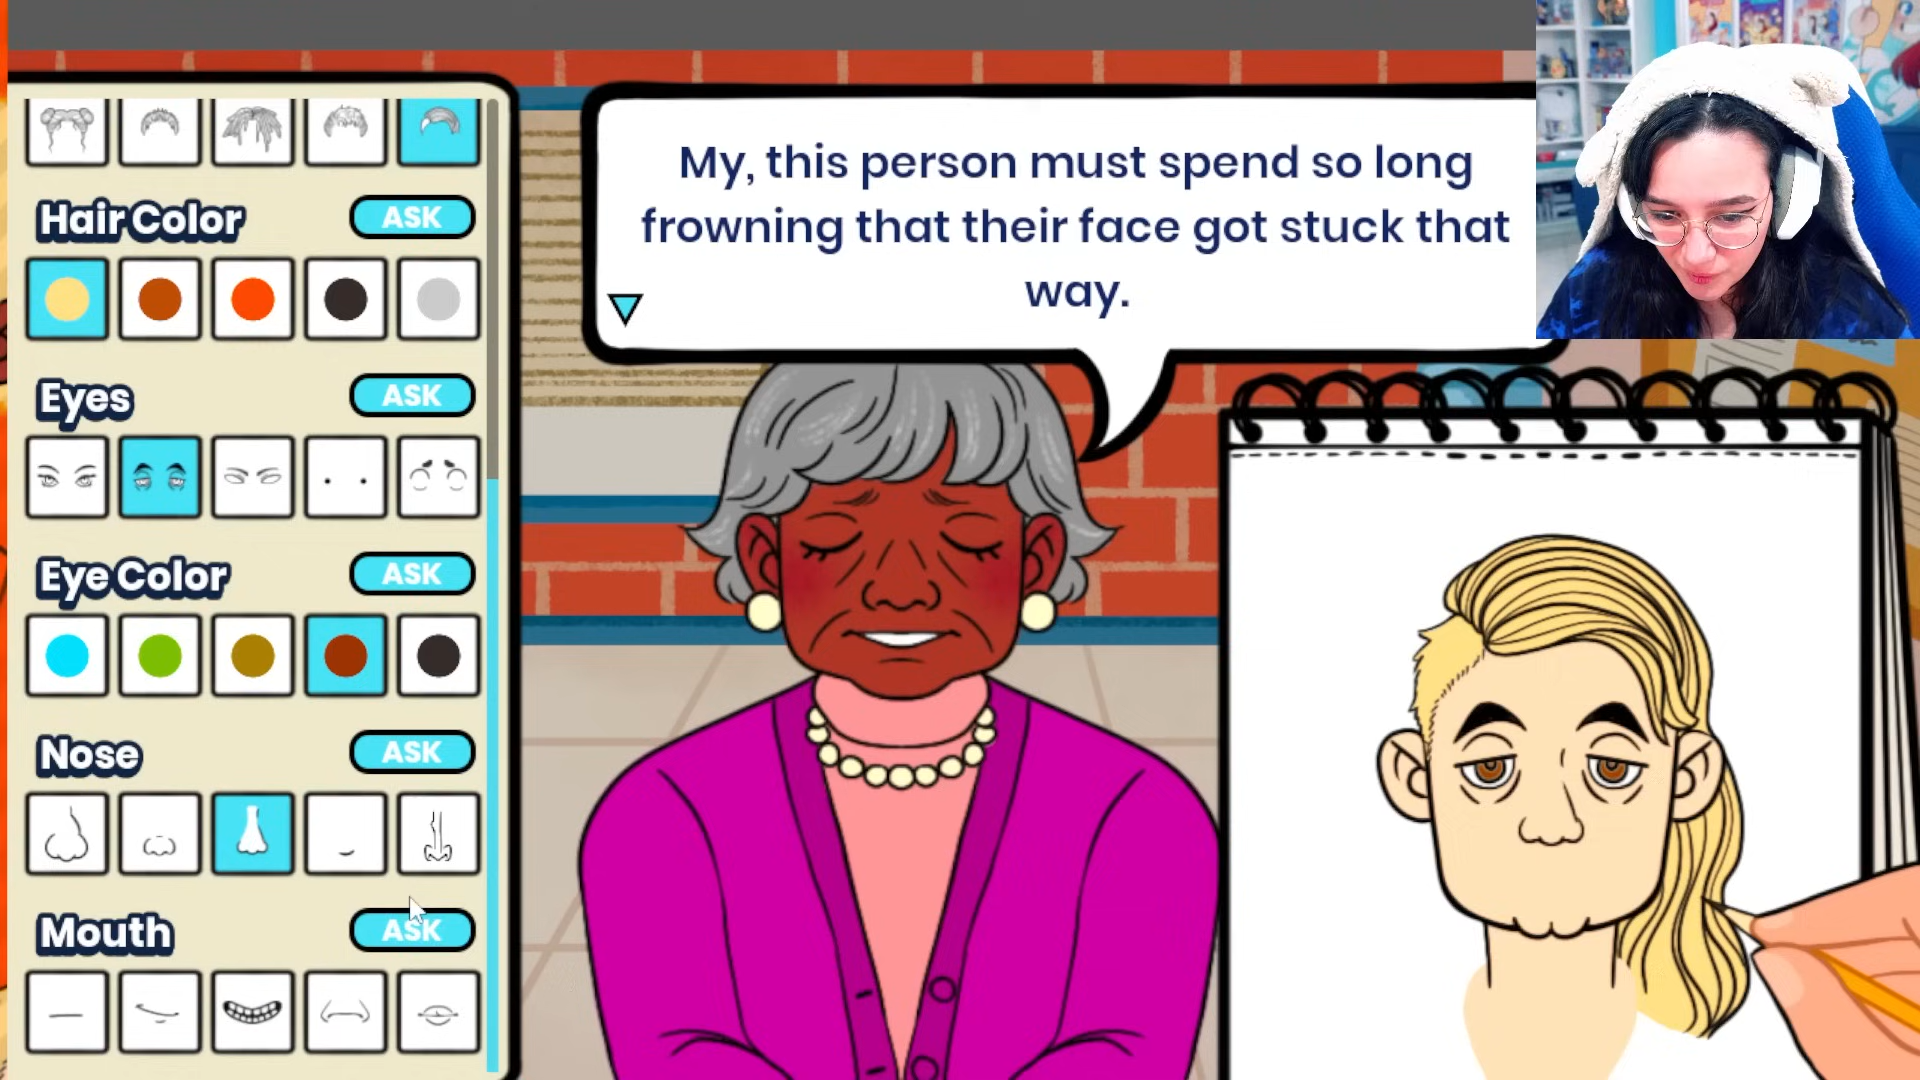 My, this person must spend so long
frowning that their face got stuck that
way.
Hair Color
ASK
Eyes
ASK
Eye Color
ASK
Nose
ASK
Mouth
ASK